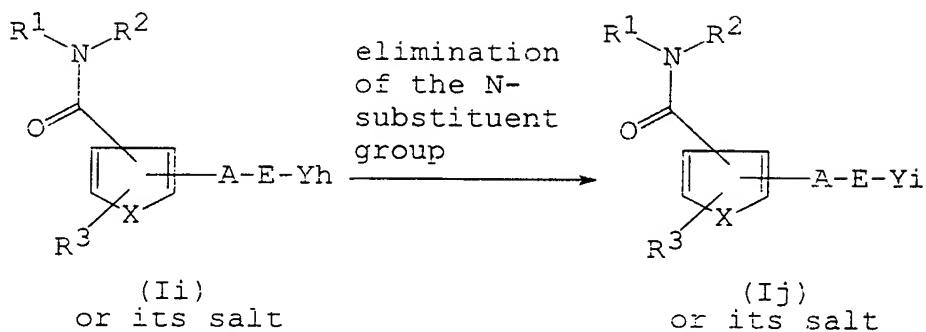 R¹ R²
N
O
A-E-Yh
X
R³
(Ii)
or its salt
elimination
of the N-
substituent
group
R¹ R²
N
O
A-E-Yi
X
R³
(Ij)
or its salt